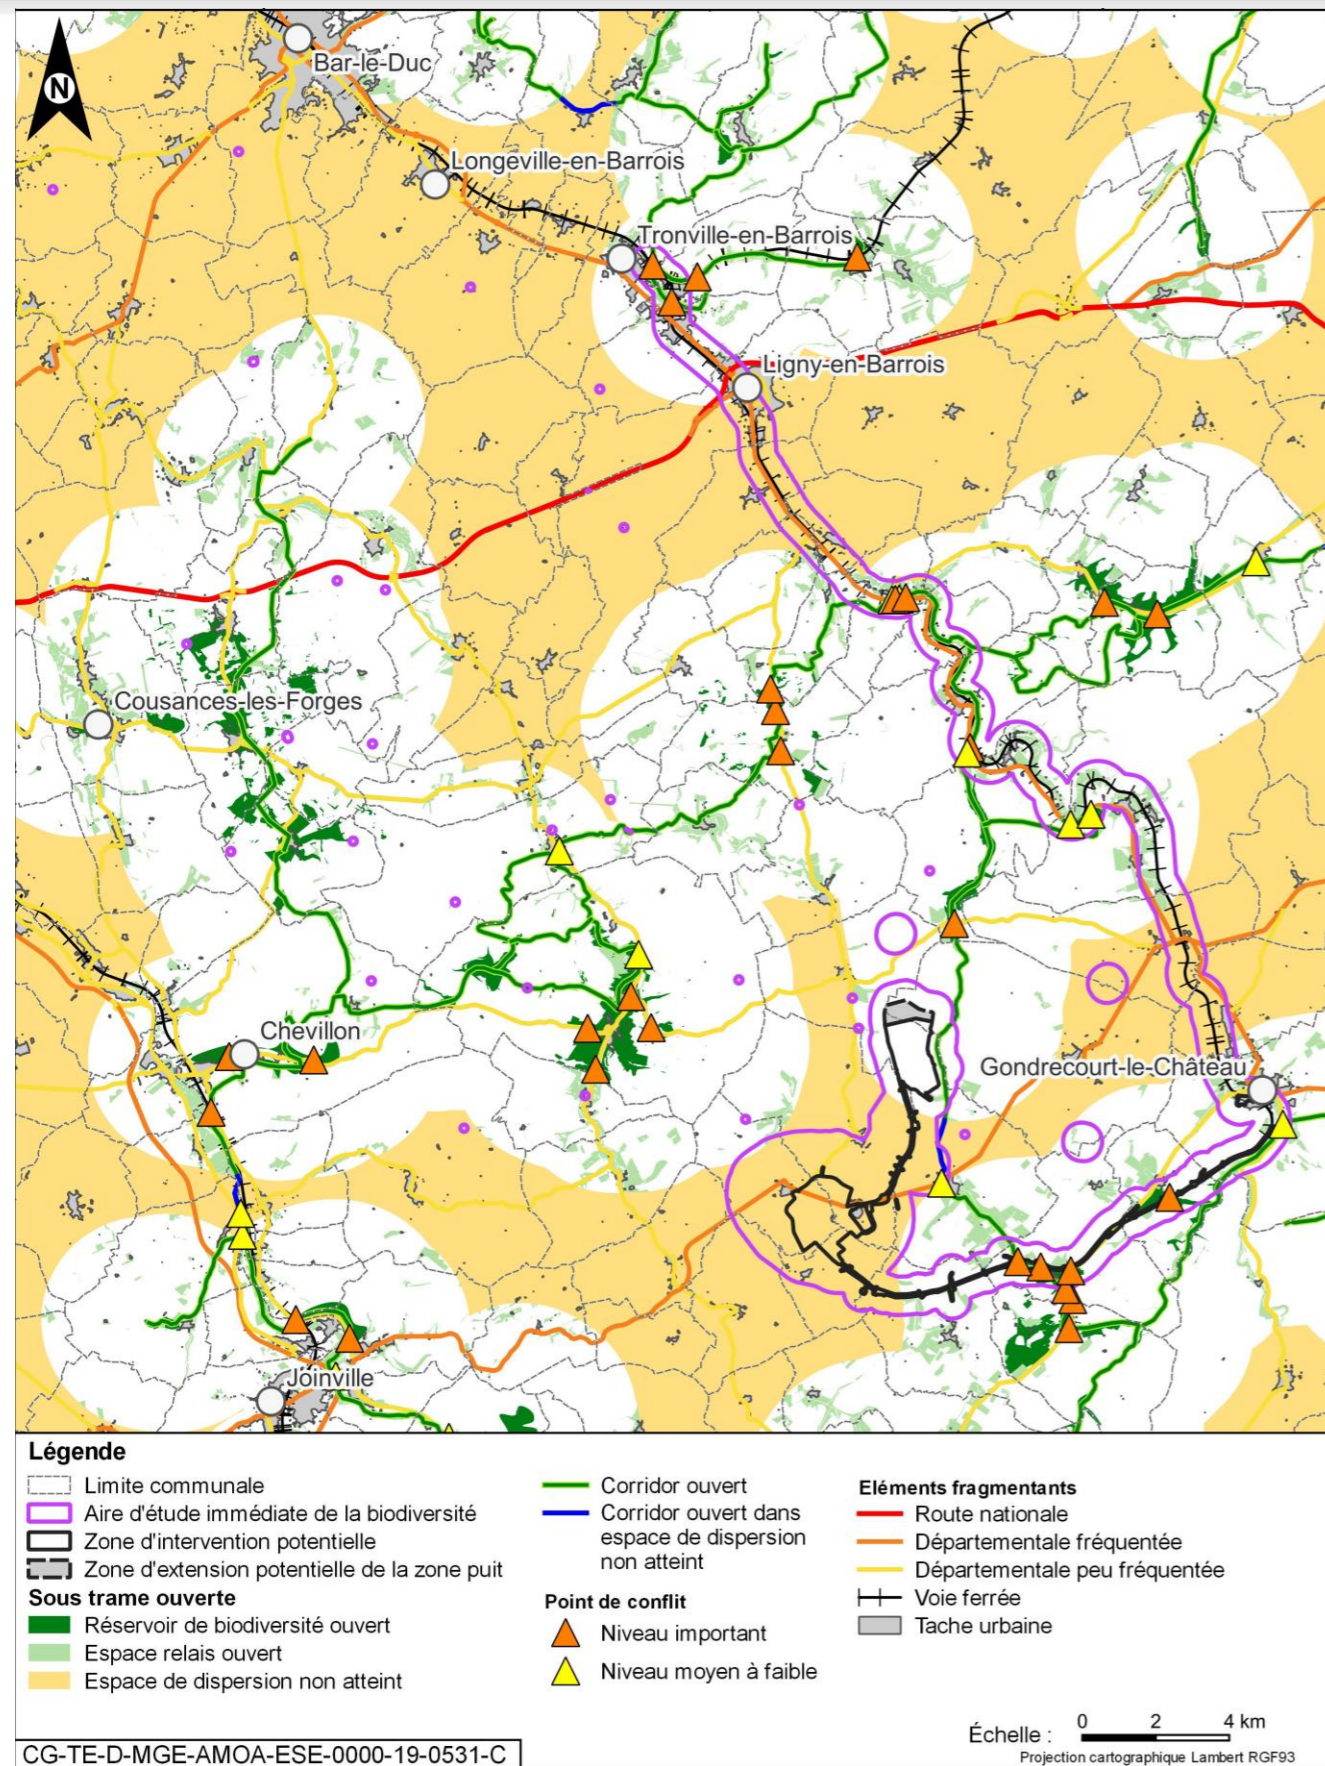 N
Bar-le-Duc
Longeville-en-Barrois
Tronville-en-Barrois
Ligny-en-Barrois
Cousances-les-Forges
Chevillon
Gondrecourt-le-Château
Joinville
Légende
Limite communale
Aire d'étude immédiate de la biodiversité
Zone d'intervention potentielle
Zone d'extension potentielle de la zone puit
Sous trame ouverte
Réservoir de biodiversité ouvert
Espace relais ouvert
Espace de dispersion non atteint
Corridor ouvert
Corridor ouvert dans
espace de dispersion
non atteint
Point de conflit
Niveau important
Niveau moyen à faible
Eléments fragmentants
Route nationale
Départementale fréquentée
Départementale peu fréquentée
Voie ferrée
Tache urbaine
Échelle : 0 2 4 km
Projection cartographique Lambert RGF93
CG-TE-D-MGE-AMOA-ESE-0000-19-0531-C